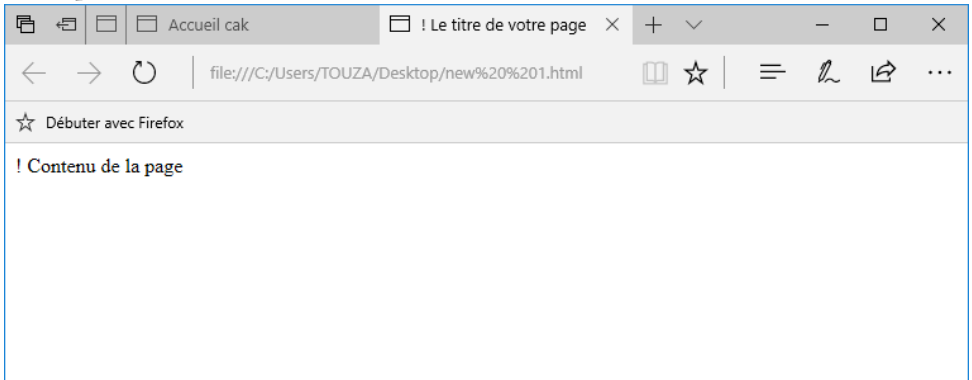 Accueil cak
! Le titre de votre page
file:///C:/Users/TOUZA/Desktop/new%20%201.html
Débuter avec Firefox
! Contenu de la page